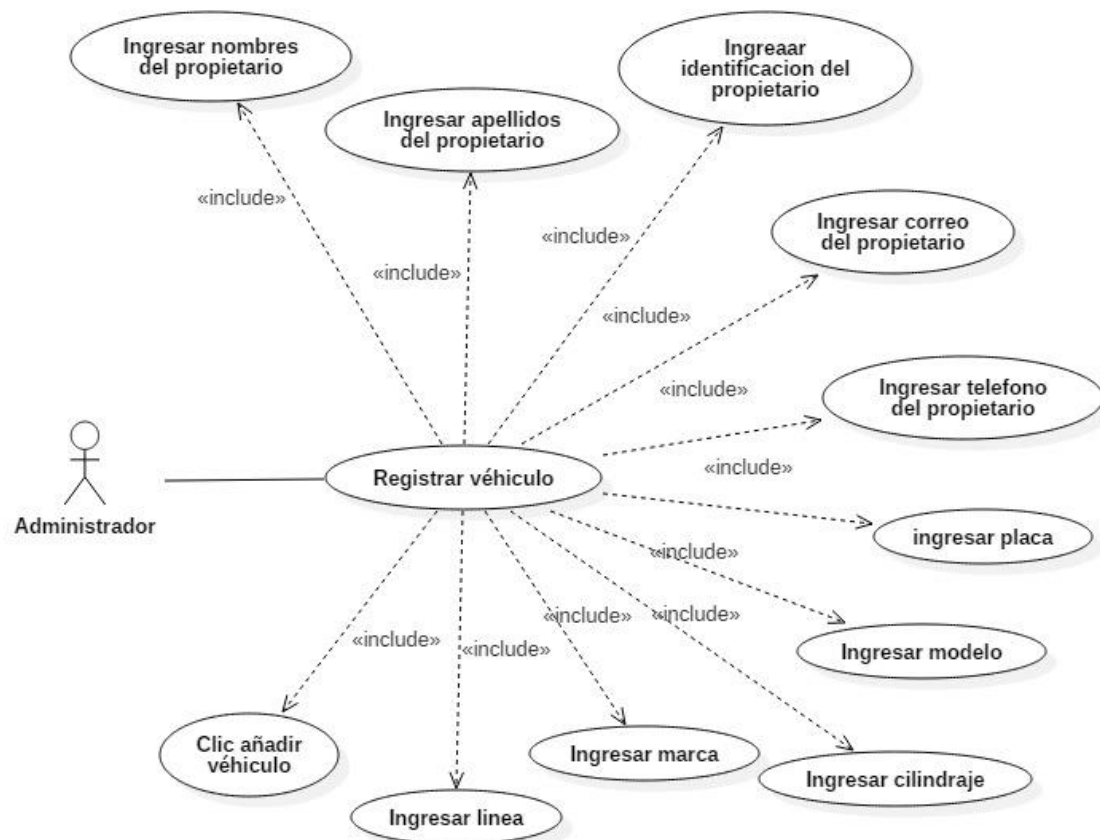 Ingresar nombres
del propietario
Ingreaar
identificacion del
propietario
Ingresar apellidos
del propietario
«include»
«include»
«include»
Ingresar correo
del propietario
«include»
«include»
Ingresar telefono
del propietario
«include»
Registrar véhiculo
Administrador
ingresar placa
«include»
«include»
«include»
«include»
«include»
Ingresar modelo
Clic añadir
véhiculo
Ingresar marca
Ingresar cilindraje
Ingresar linea